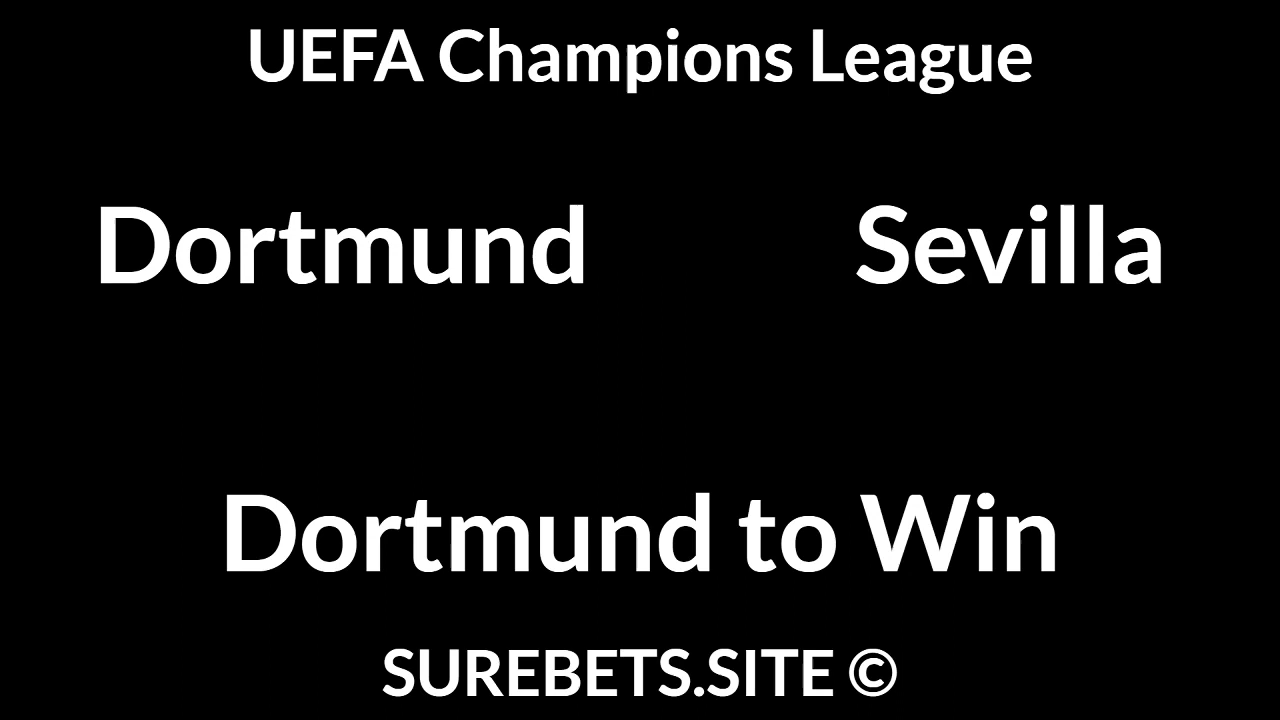 UEFA Champions League
Dortmund Sevilla
Dortmund to Win
SUREBETS.SITE ©